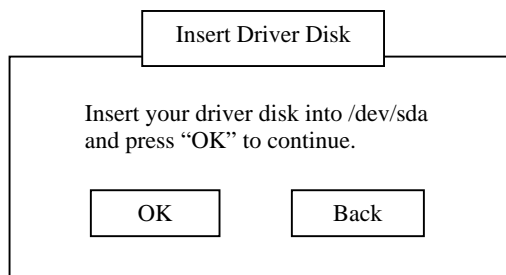 Insert Driver Disk
Insert your driver disk into /dev/sda
and press “OK” to continue.
OK
Back